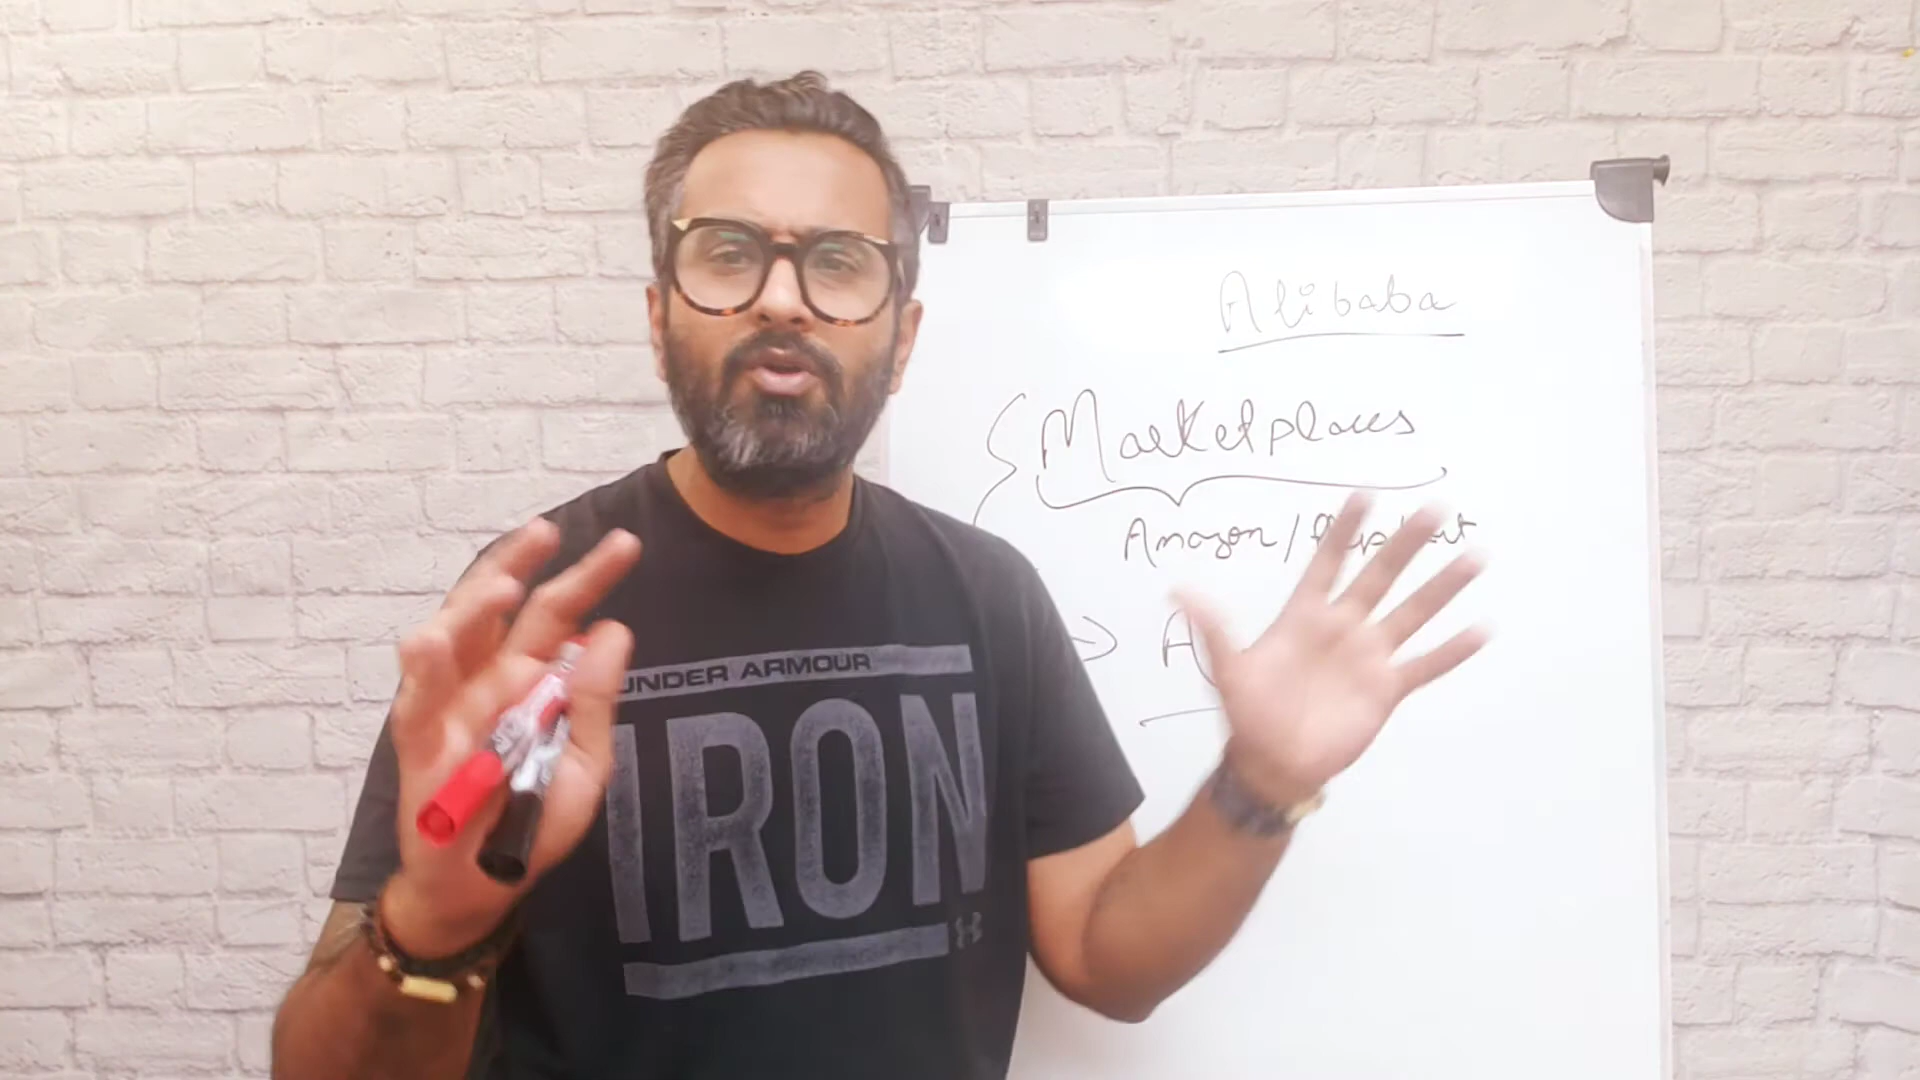 Alibaba
Marketplaces
Amazon/
UNDER ARMOUR
IRON